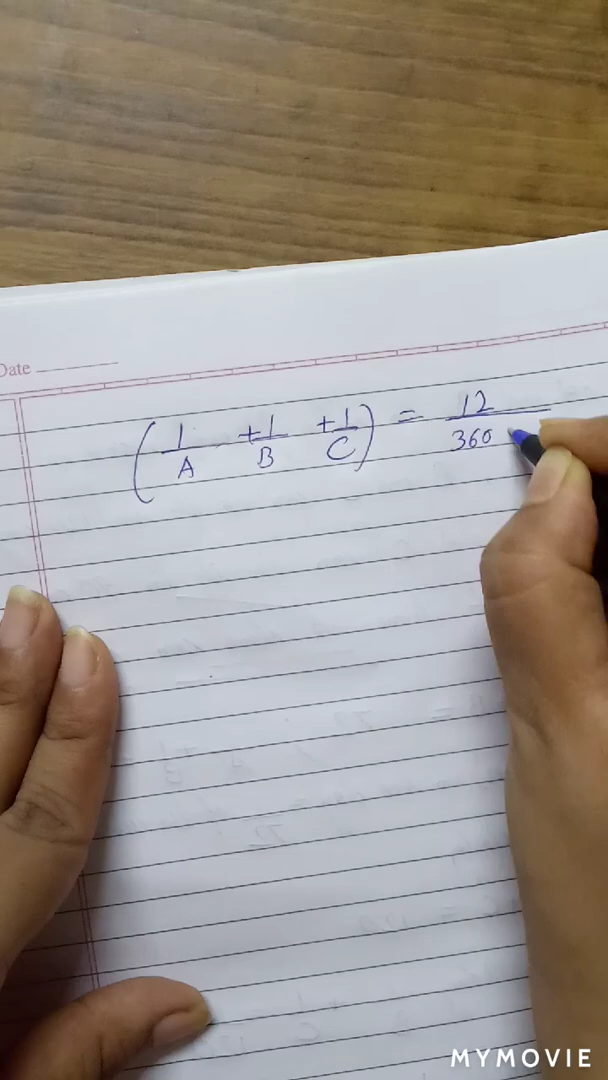 Date
(1/A + 1/B + 1/C) = 12/360
MYMOVIE